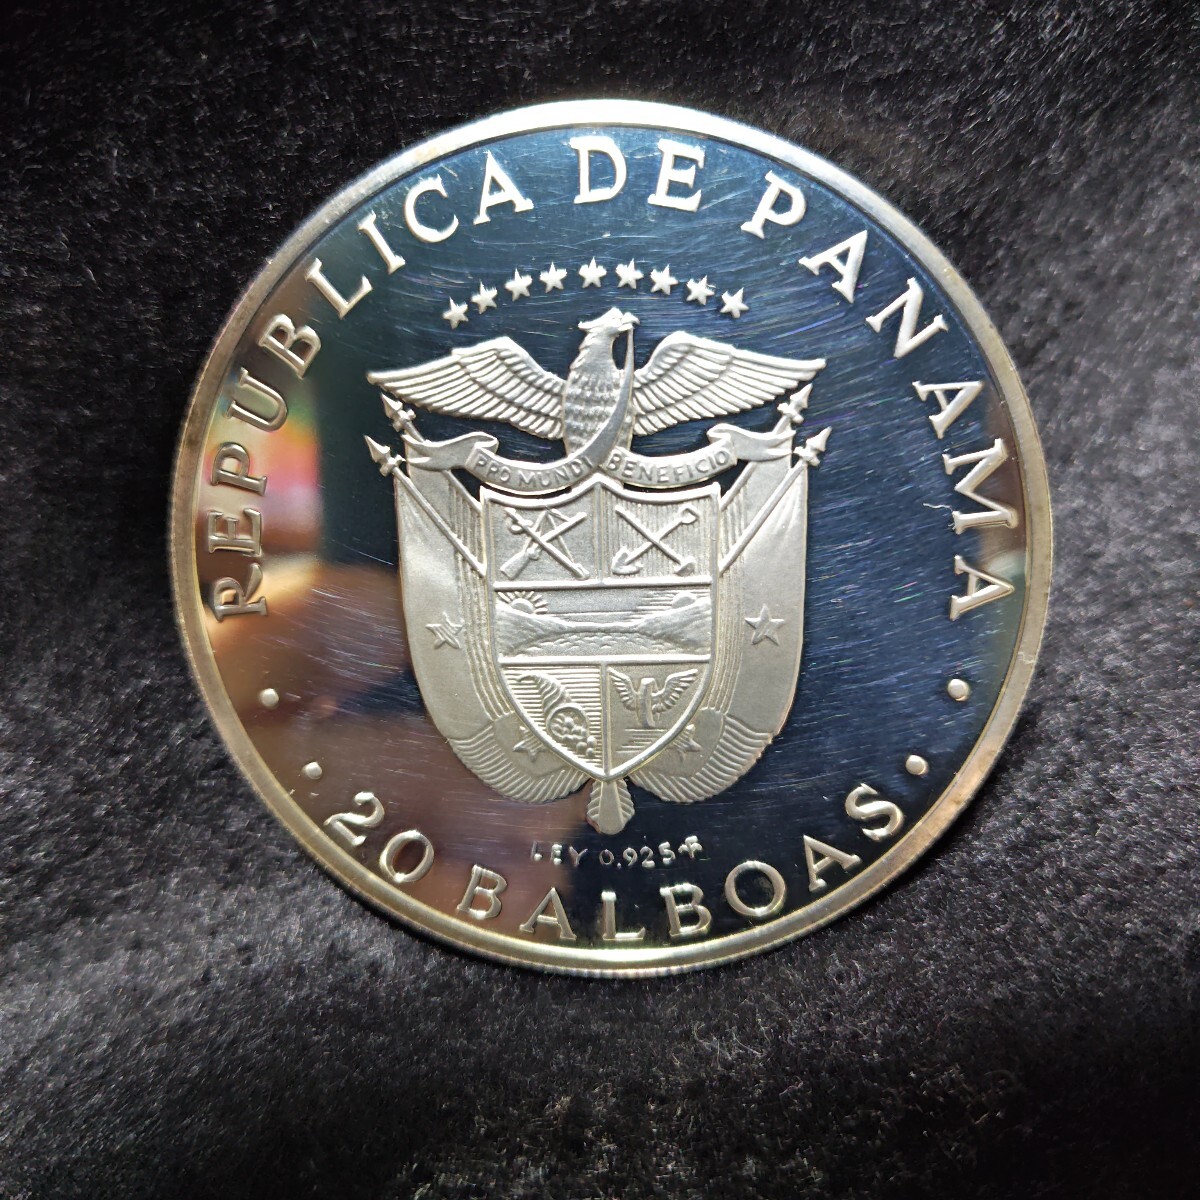 REPUBLICA DE PANAMA
PRO MUNDI BENEFICIO
LEY 0.925
· · 20 BALBOAS · ·